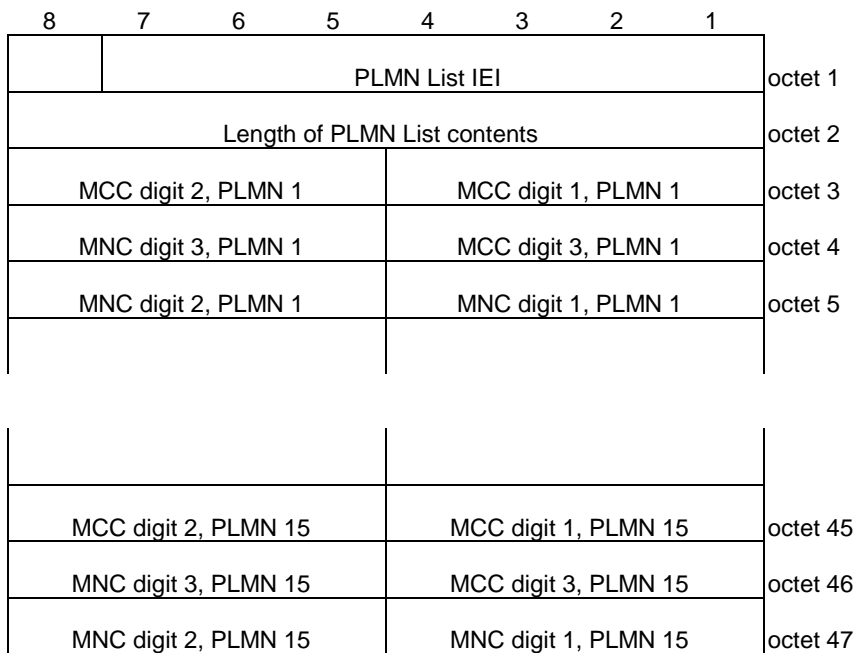 8 7 6 5 4 3 2 1
PLMN List IEI octet 1
Length of PLMN List contents octet 2
MCC digit 2, PLMN 1 MCC digit 1, PLMN 1 octet 3
MNC digit 3, PLMN 1 MCC digit 3, PLMN 1 octet 4
MNC digit 2, PLMN 1 MNC digit 1, PLMN 1 octet 5
MCC digit 2, PLMN 15 MCC digit 1, PLMN 15 octet 45
MNC digit 3, PLMN 15 MCC digit 3, PLMN 15 octet 46
MNC digit 2, PLMN 15 MNC digit 1, PLMN 15 octet 47